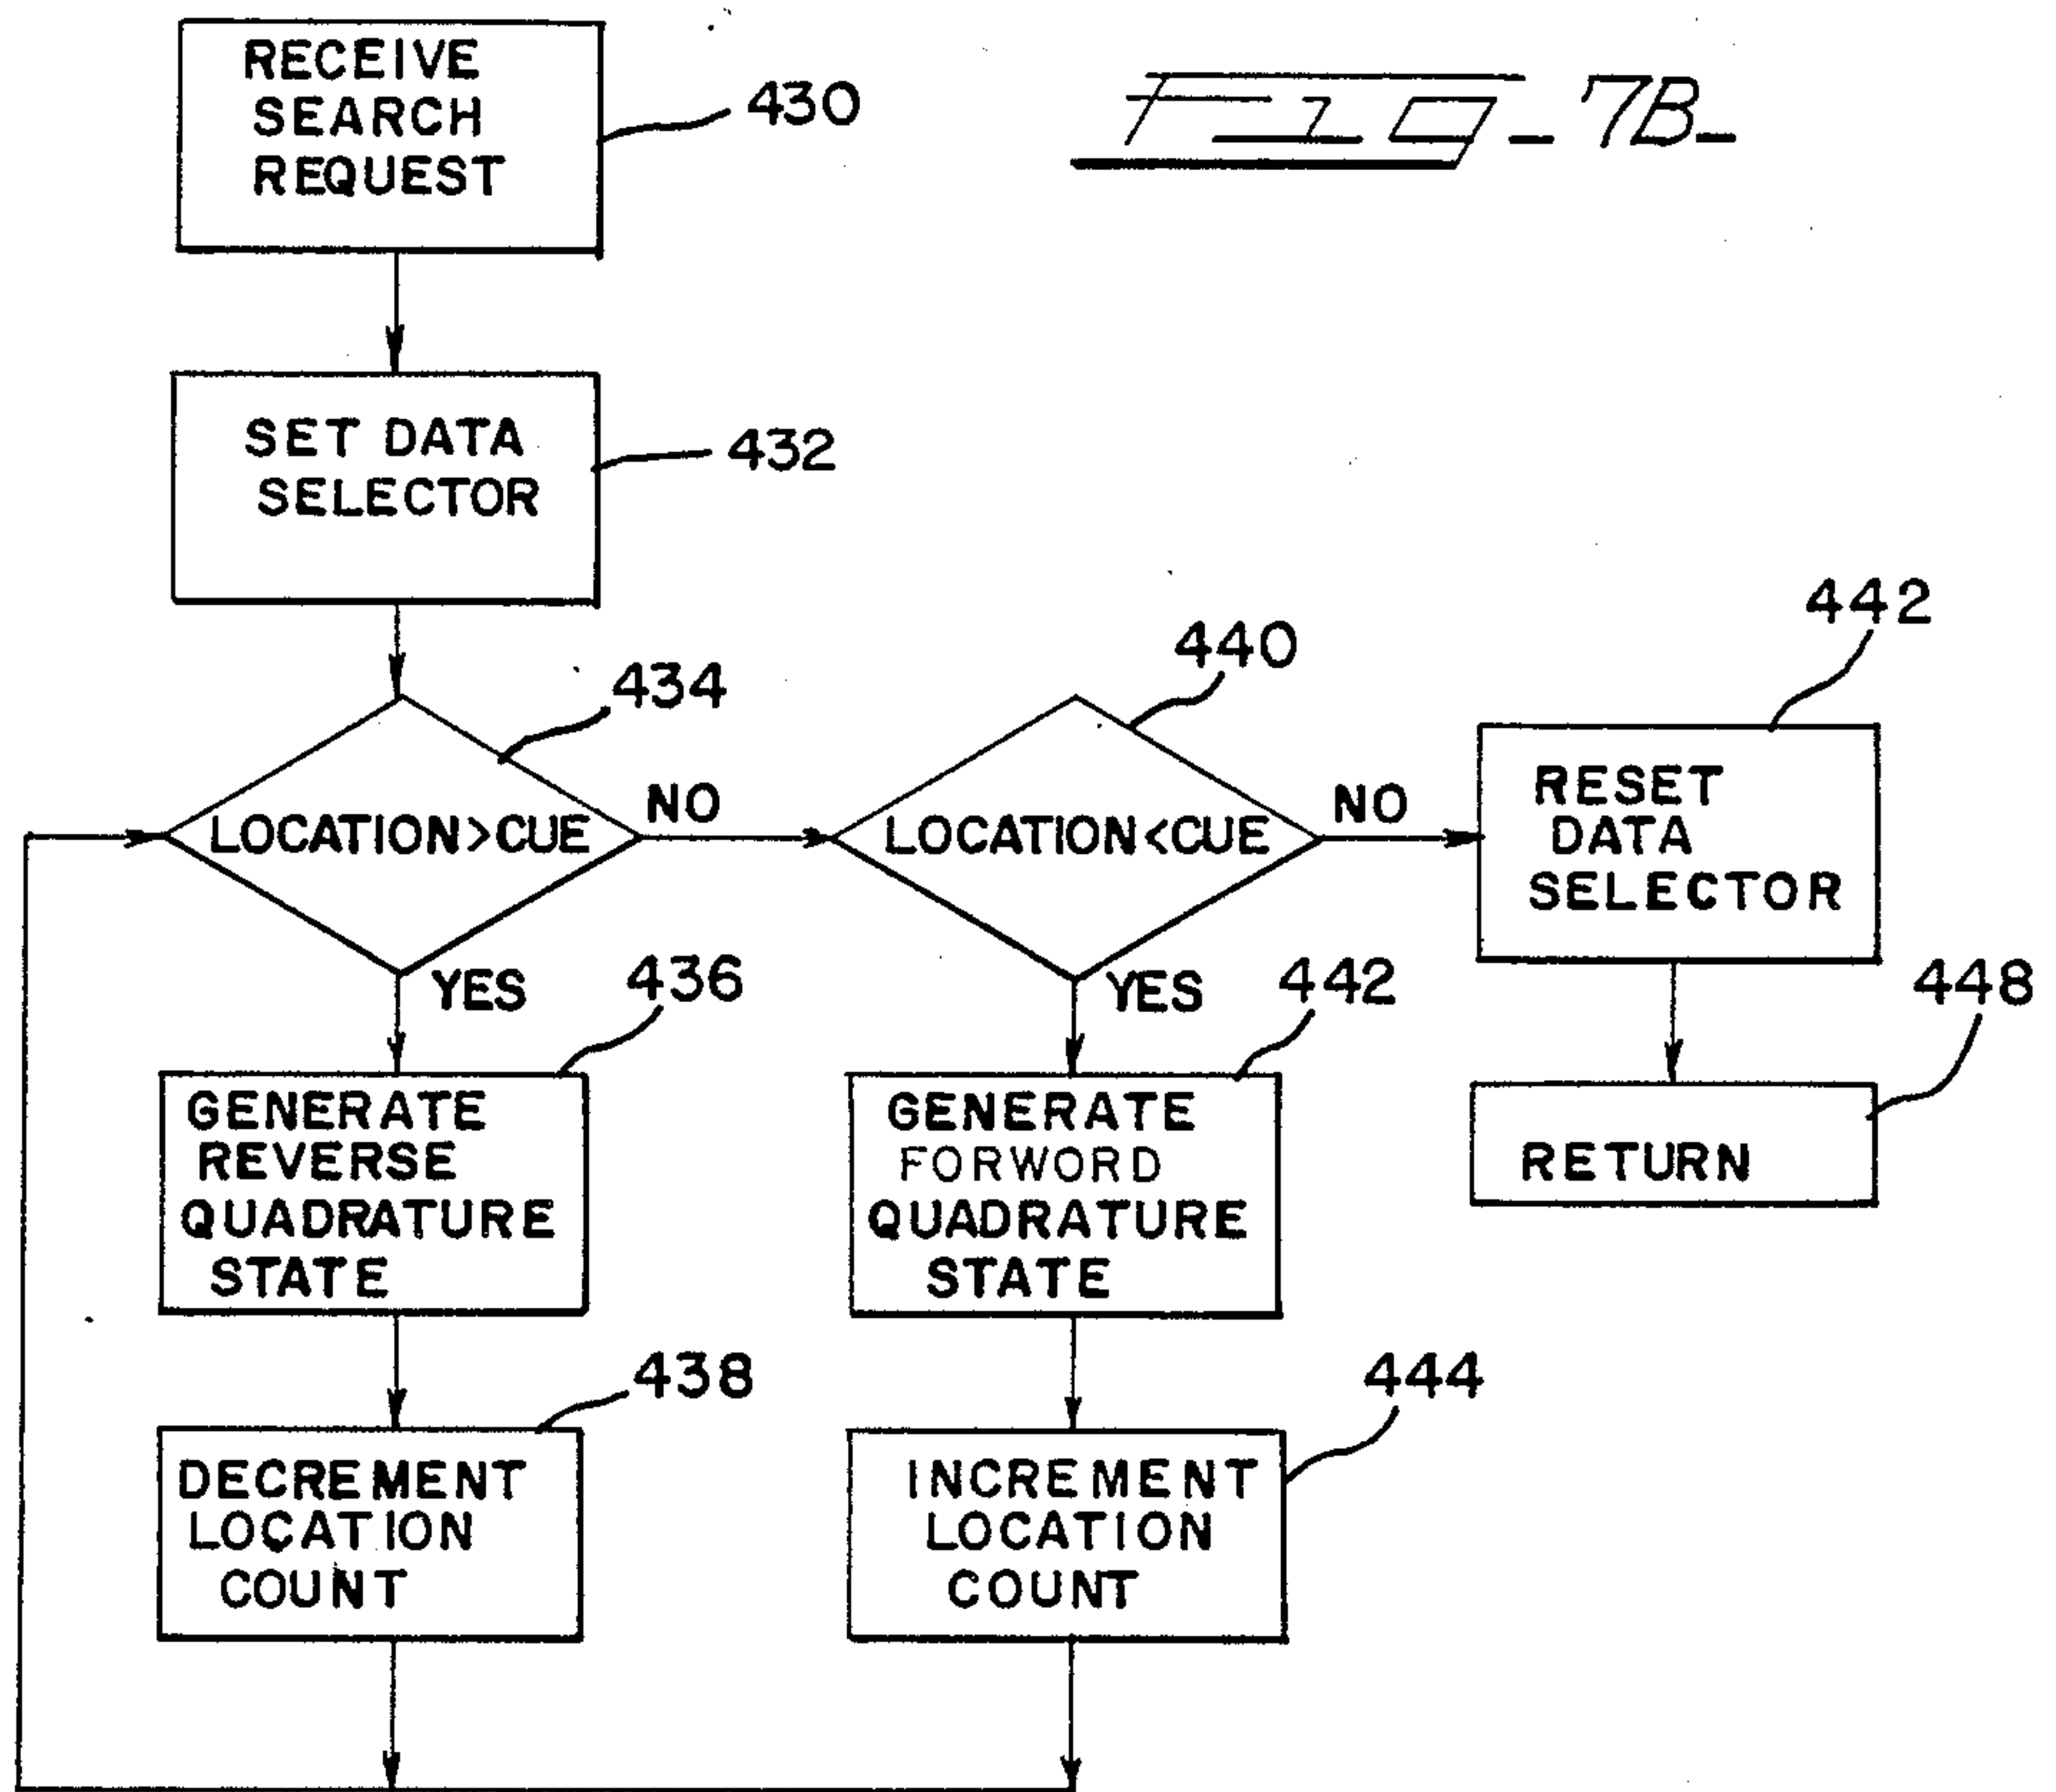 RECEIVE
SEARCH
REQUEST
430
Fig_7B_
SET DATA
SELECTOR
432
434
LOCATION>CUE
NO
YES
440
LOCATION<CUE
NO
YES
442
RESET
DATA
SELECTOR
436
GENERATE
REVERSE
QUADRATURE
STATE
442
GENERATE
FORWORD
QUADRATURE
STATE
448
RETURN
438
DECREMENT
LOCATION
COUNT
444
INCREMENT
LOCATION
COUNT